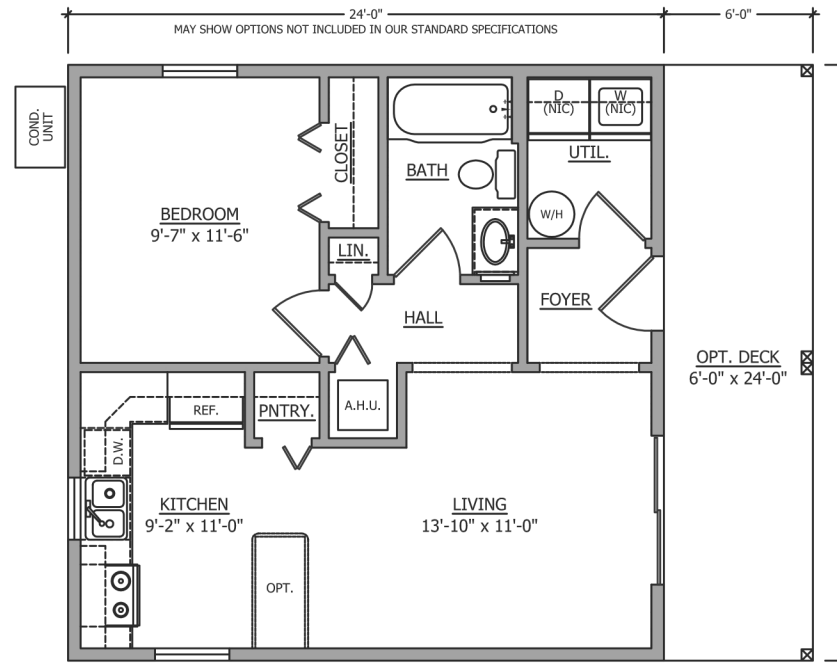 24'-0"
6'-0"
MAY SHOW OPTIONS NOT INCLUDED IN OUR STANDARD SPECIFICATIONS
COND.
UNIT
D
(NIC)
W
(NIC)
CLOSET
UTIL.
BATH
BEDROOM
9'-7" x 11'-6"
W/H
LIN.
FOYER
HALL
OPT. DECK
6'-0" x 24'-0"
REF.
PNTRY.
A.H.U.
D.W.
KITCHEN
9'-2" x 11'-0"
LIVING
13'-10" x 11'-0"
OPT.